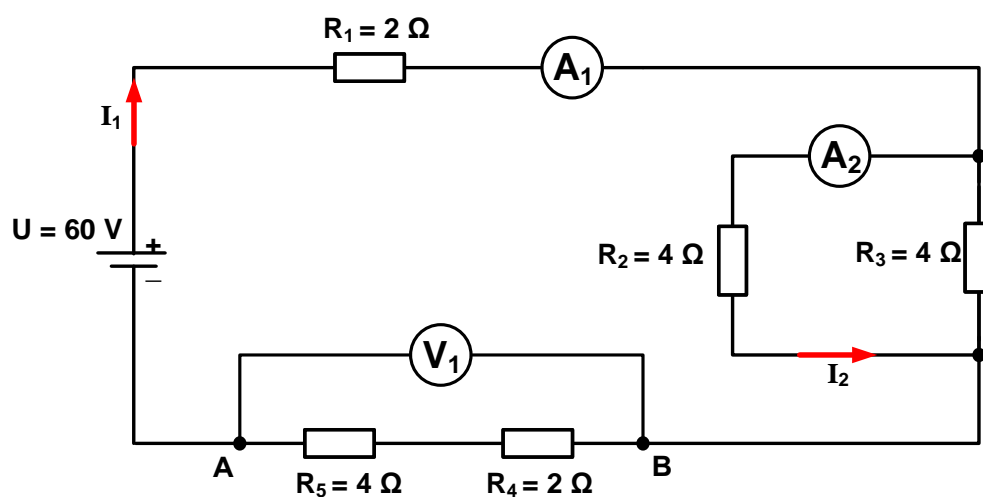 R₁ = 2 Ω
A₁
I₁
A₂
U = 60 V
+
_
R₂ = 4 Ω
R₃ = 4 Ω
V₁
I₂
A
B
R₅ = 4 Ω
R₄ = 2 Ω